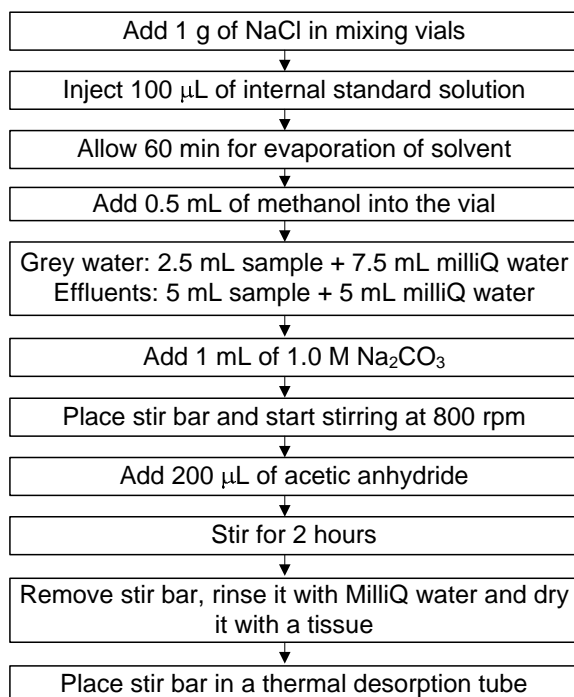 Add 1 g of NaCl in mixing vials
Inject 100 μL of internal standard solution
Allow 60 min for evaporation of solvent
Add 0.5 mL of methanol into the vial
Grey water: 2.5 mL sample + 7.5 mL milliQ water
Effluents: 5 mL sample + 5 mL milliQ water
Add 1 mL of 1.0 M Na₂CO₃
Place stir bar and start stirring at 800 rpm
Add 200 μL of acetic anhydride
Stir for 2 hours
Remove stir bar, rinse it with MilliQ water and dry
it with a tissue
Place stir bar in a thermal desorption tube